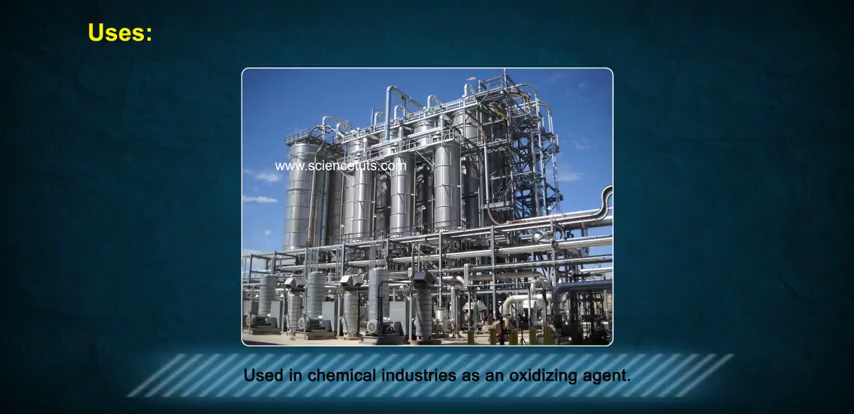 Uses:
www.sciencetuts.com
Used in chemical industries as an oxidizing agent.